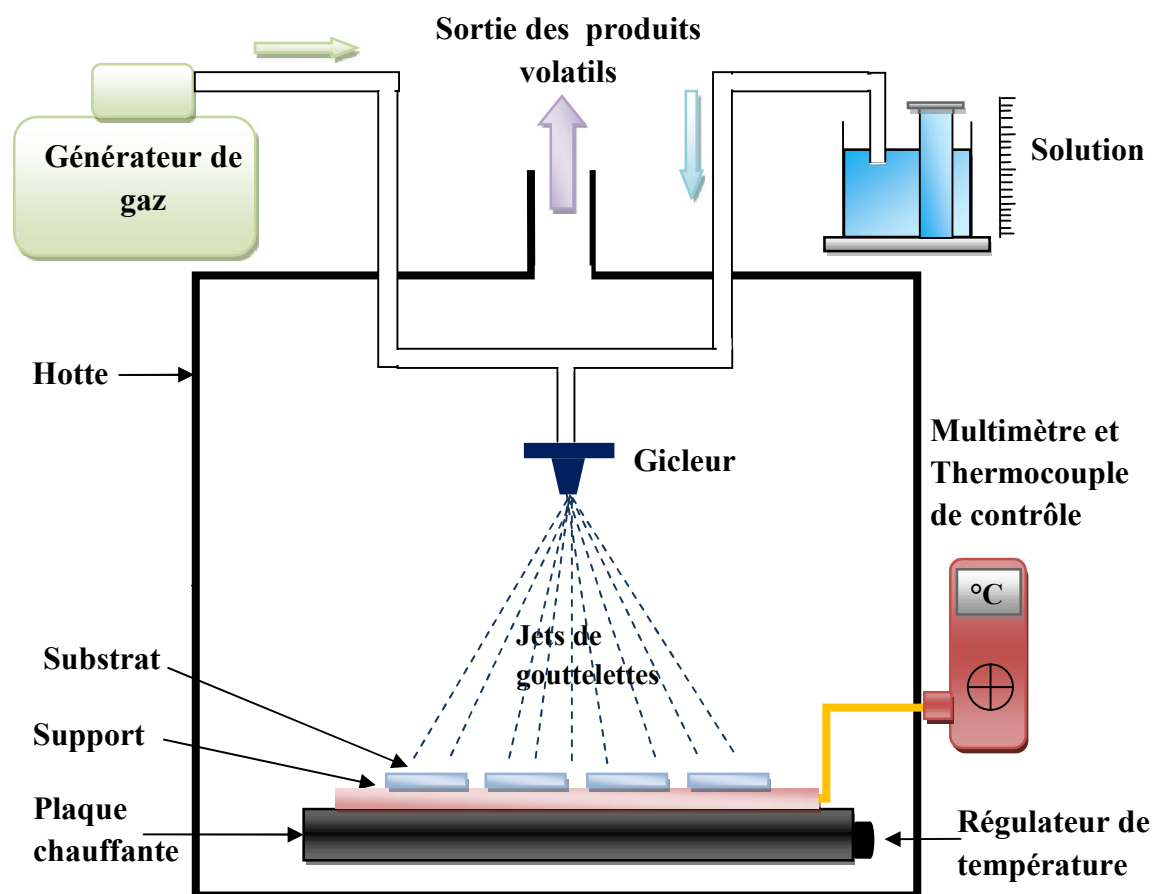 Sortie des produits
volatils
Générateur de
gaz
Solution
Hotte
Gicleur
Multimètre et
Thermocouple
de contrôle
°C
Jets de
gouttelettes
Substrat
Support
Plaque
chauffante
Régulateur de
température